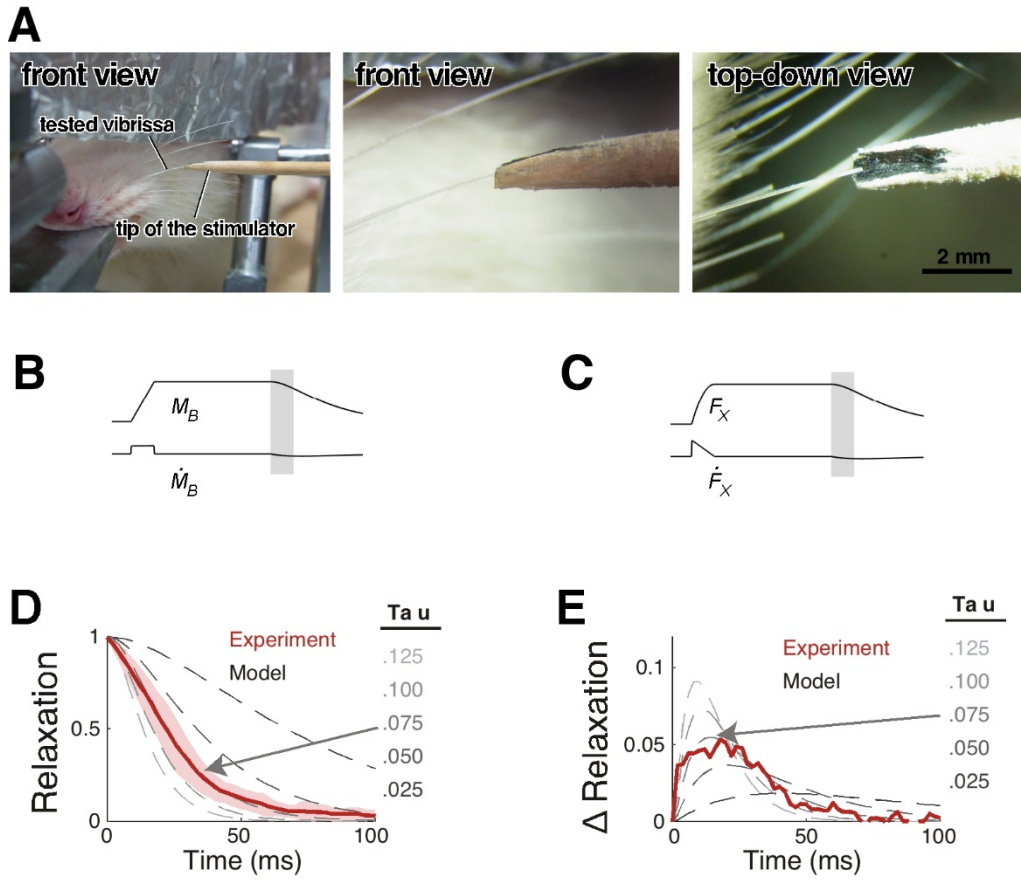 A
front view
tested vibrissa
tip of the stimulator
front view
top-down view
2 mm
B
M_B
Ṁ_B
C
F_X
Ḟ_X
D
Relaxation
1
0.5
0
0
50
100
Time (ms)
Experiment
Model
Ta u
.125
.100
.075
.050
.025
E
Δ Relaxation
0.1
0.05
0
0
50
100
Time (ms)
Experiment
Model
Ta u
.125
.100
.075
.050
.025